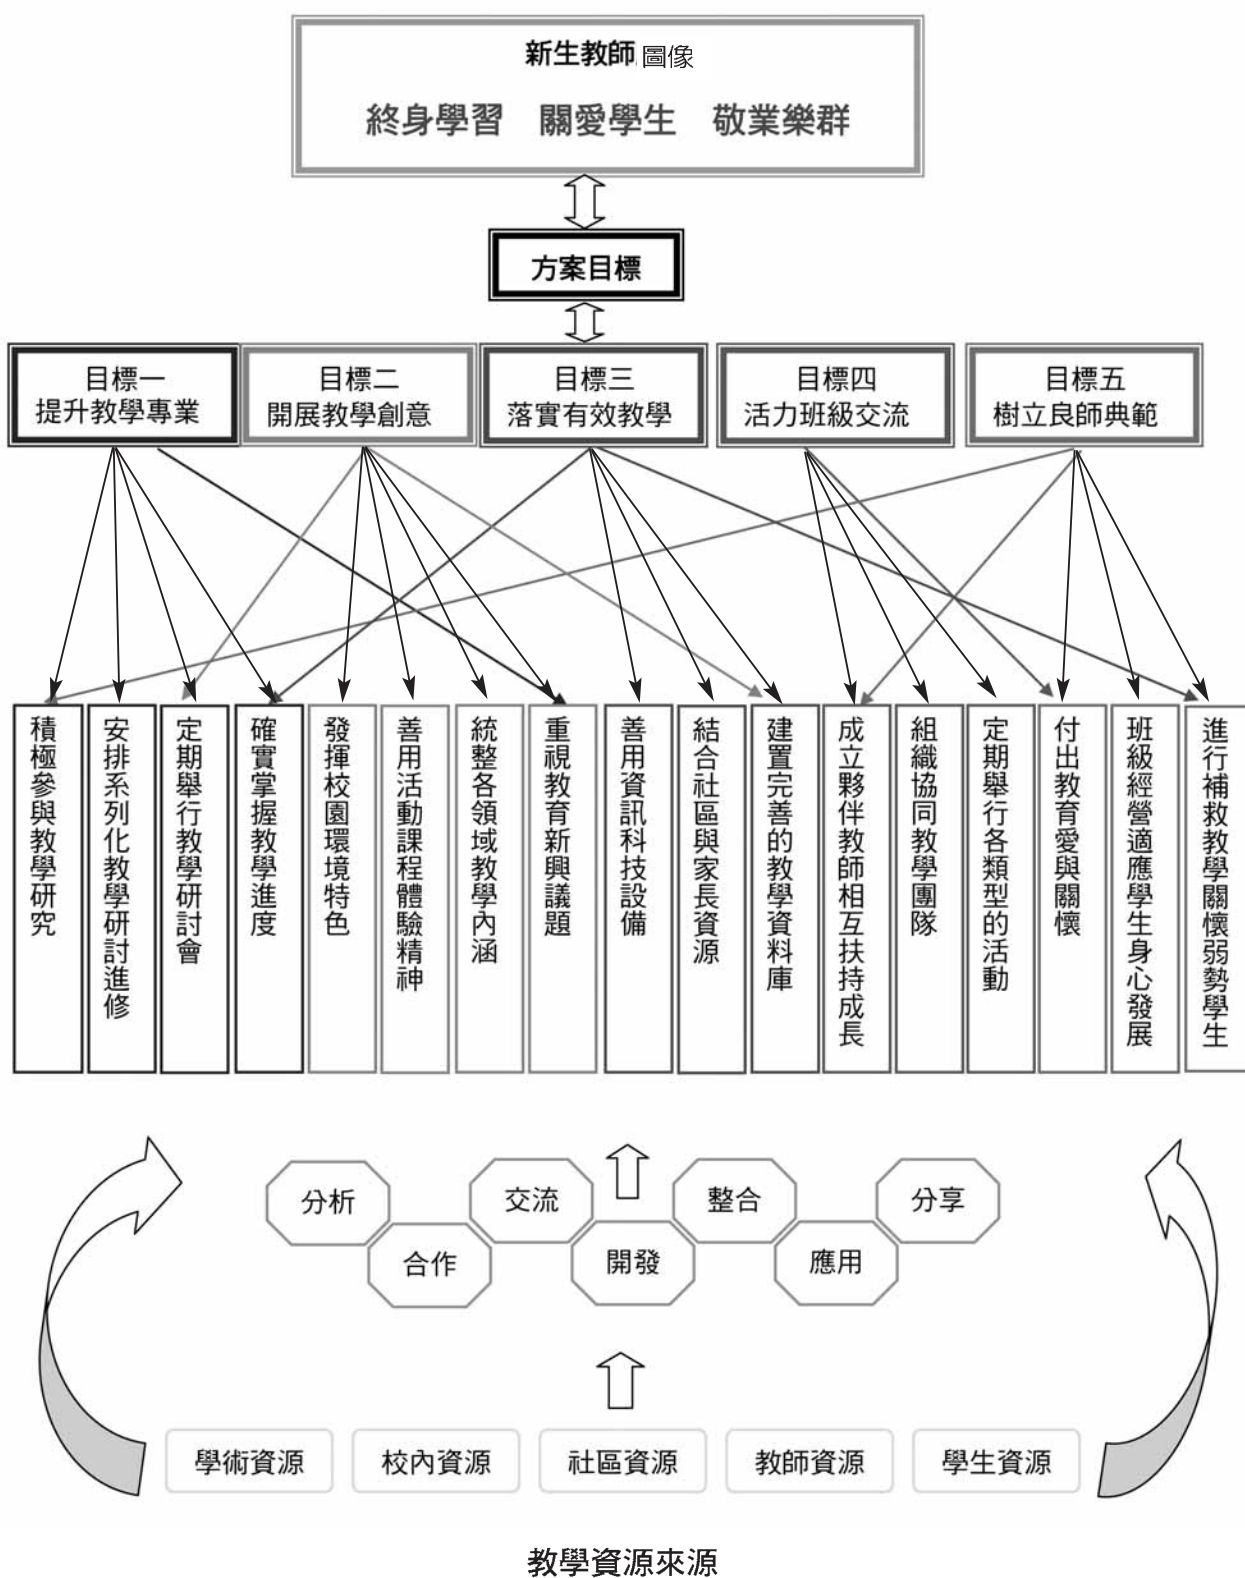 新生教師圖像
終身學習 關愛學生 敬業樂群
方案目標
目標一
提升教學專業
目標二
開展教學創意
目標三
落實有效教學
目標四
活力班級交流
目標五
樹立良師典範
積極參與教學研究
安排系列化教學研討進修
定期舉行教學研討會
確實掌握教學進度
發揮校園環境特色
善用活動課程體驗精神
統整各領域教學內涵
重視教育新興議題
善用資訊科技設備
結合社區與家長資源
建置完善的教學資料庫
成立夥伴教師相互扶持成長
組織協同教學團隊
定期舉行各類型的活動
付出教育愛與關懷
班級經營適應學生身心發展
進行補救教學關懷弱勢學生
分析
交流
整合
分享
合作
開發
應用
學術資源
校內資源
社區資源
教師資源
學生資源
教學資源來源